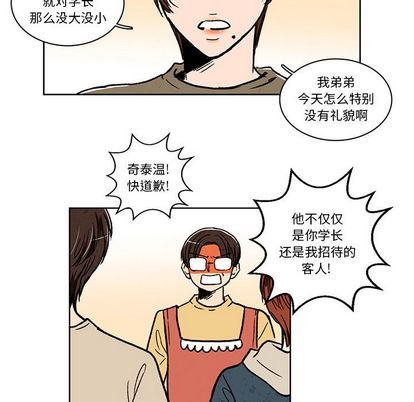 就对学长
那么没大没小
我弟弟
今天怎么特别
没有礼貌啊
奇泰温!
快道歉!
他不仅仅
是你学长
还是我招待的
客人!